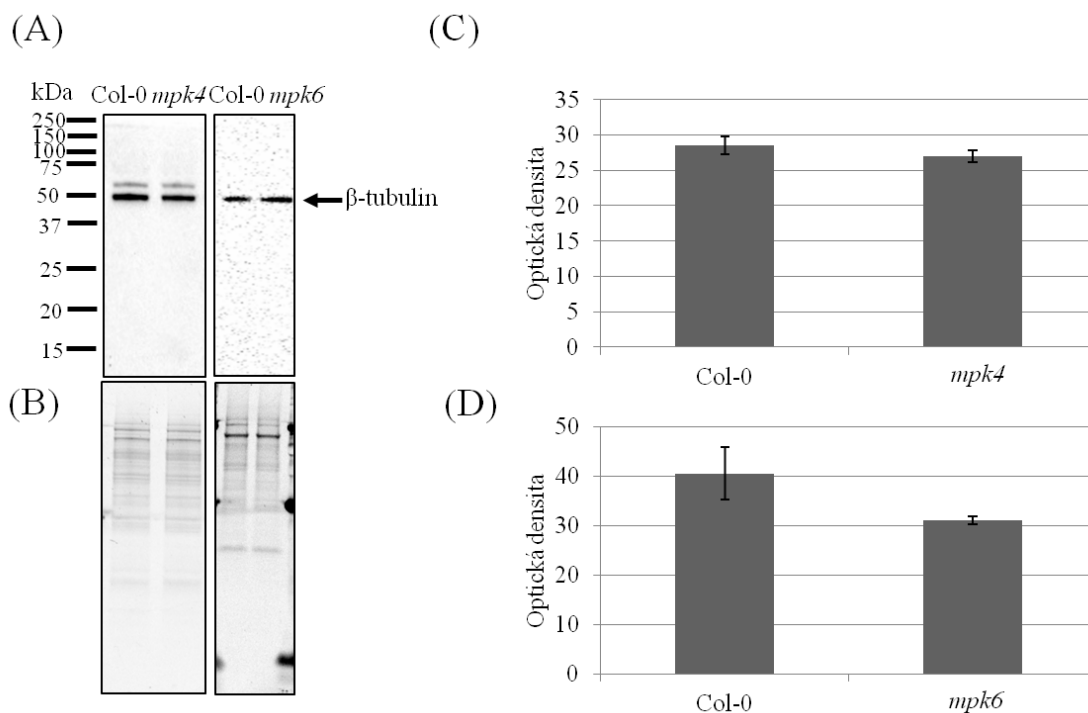 (A)
kDa Col-0 mpk4 Col-0 mpk6
250
150
100
75
50
37
25
20
15
β-tubulin
(B)
(C)
Optická densita
35
30
25
20
15
10
5
0
Col-0 mpk4
(D)
Optická densita
50
40
30
20
10
0
Col-0 mpk6